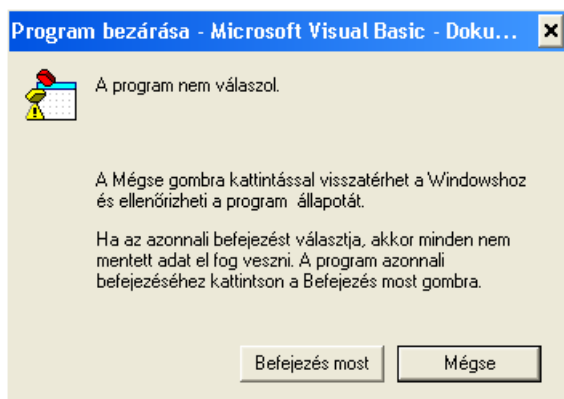 Program bezárása - Microsoft Visual Basic - Doku...
A program nem válaszol.
A Mégse gombra kattintással visszatérhet a Windowshoz
és ellenőrizheti a program állapotát.
Ha az azonnali befejezést választja, akkor minden nem
mentett adat el fog veszni. A program azonnali
befejezéséhez kattintson a Befejezés most gombra.
Befejezés most
Mégse